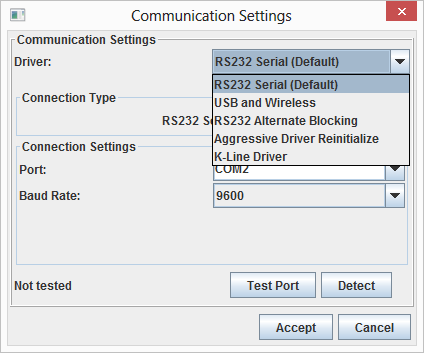 Communication Settings
Communication Settings
Driver:
RS232 Serial (Default)
RS232 Serial (Default)
USB and Wireless
RS232 Alternate Blocking
Aggressive Driver Reinitialize
K-Line Driver
Connection Type
RS232 Se
Connection Settings
Port:
COM2
Baud Rate:
9600
Not tested
Test Port
Detect
Accept
Cancel